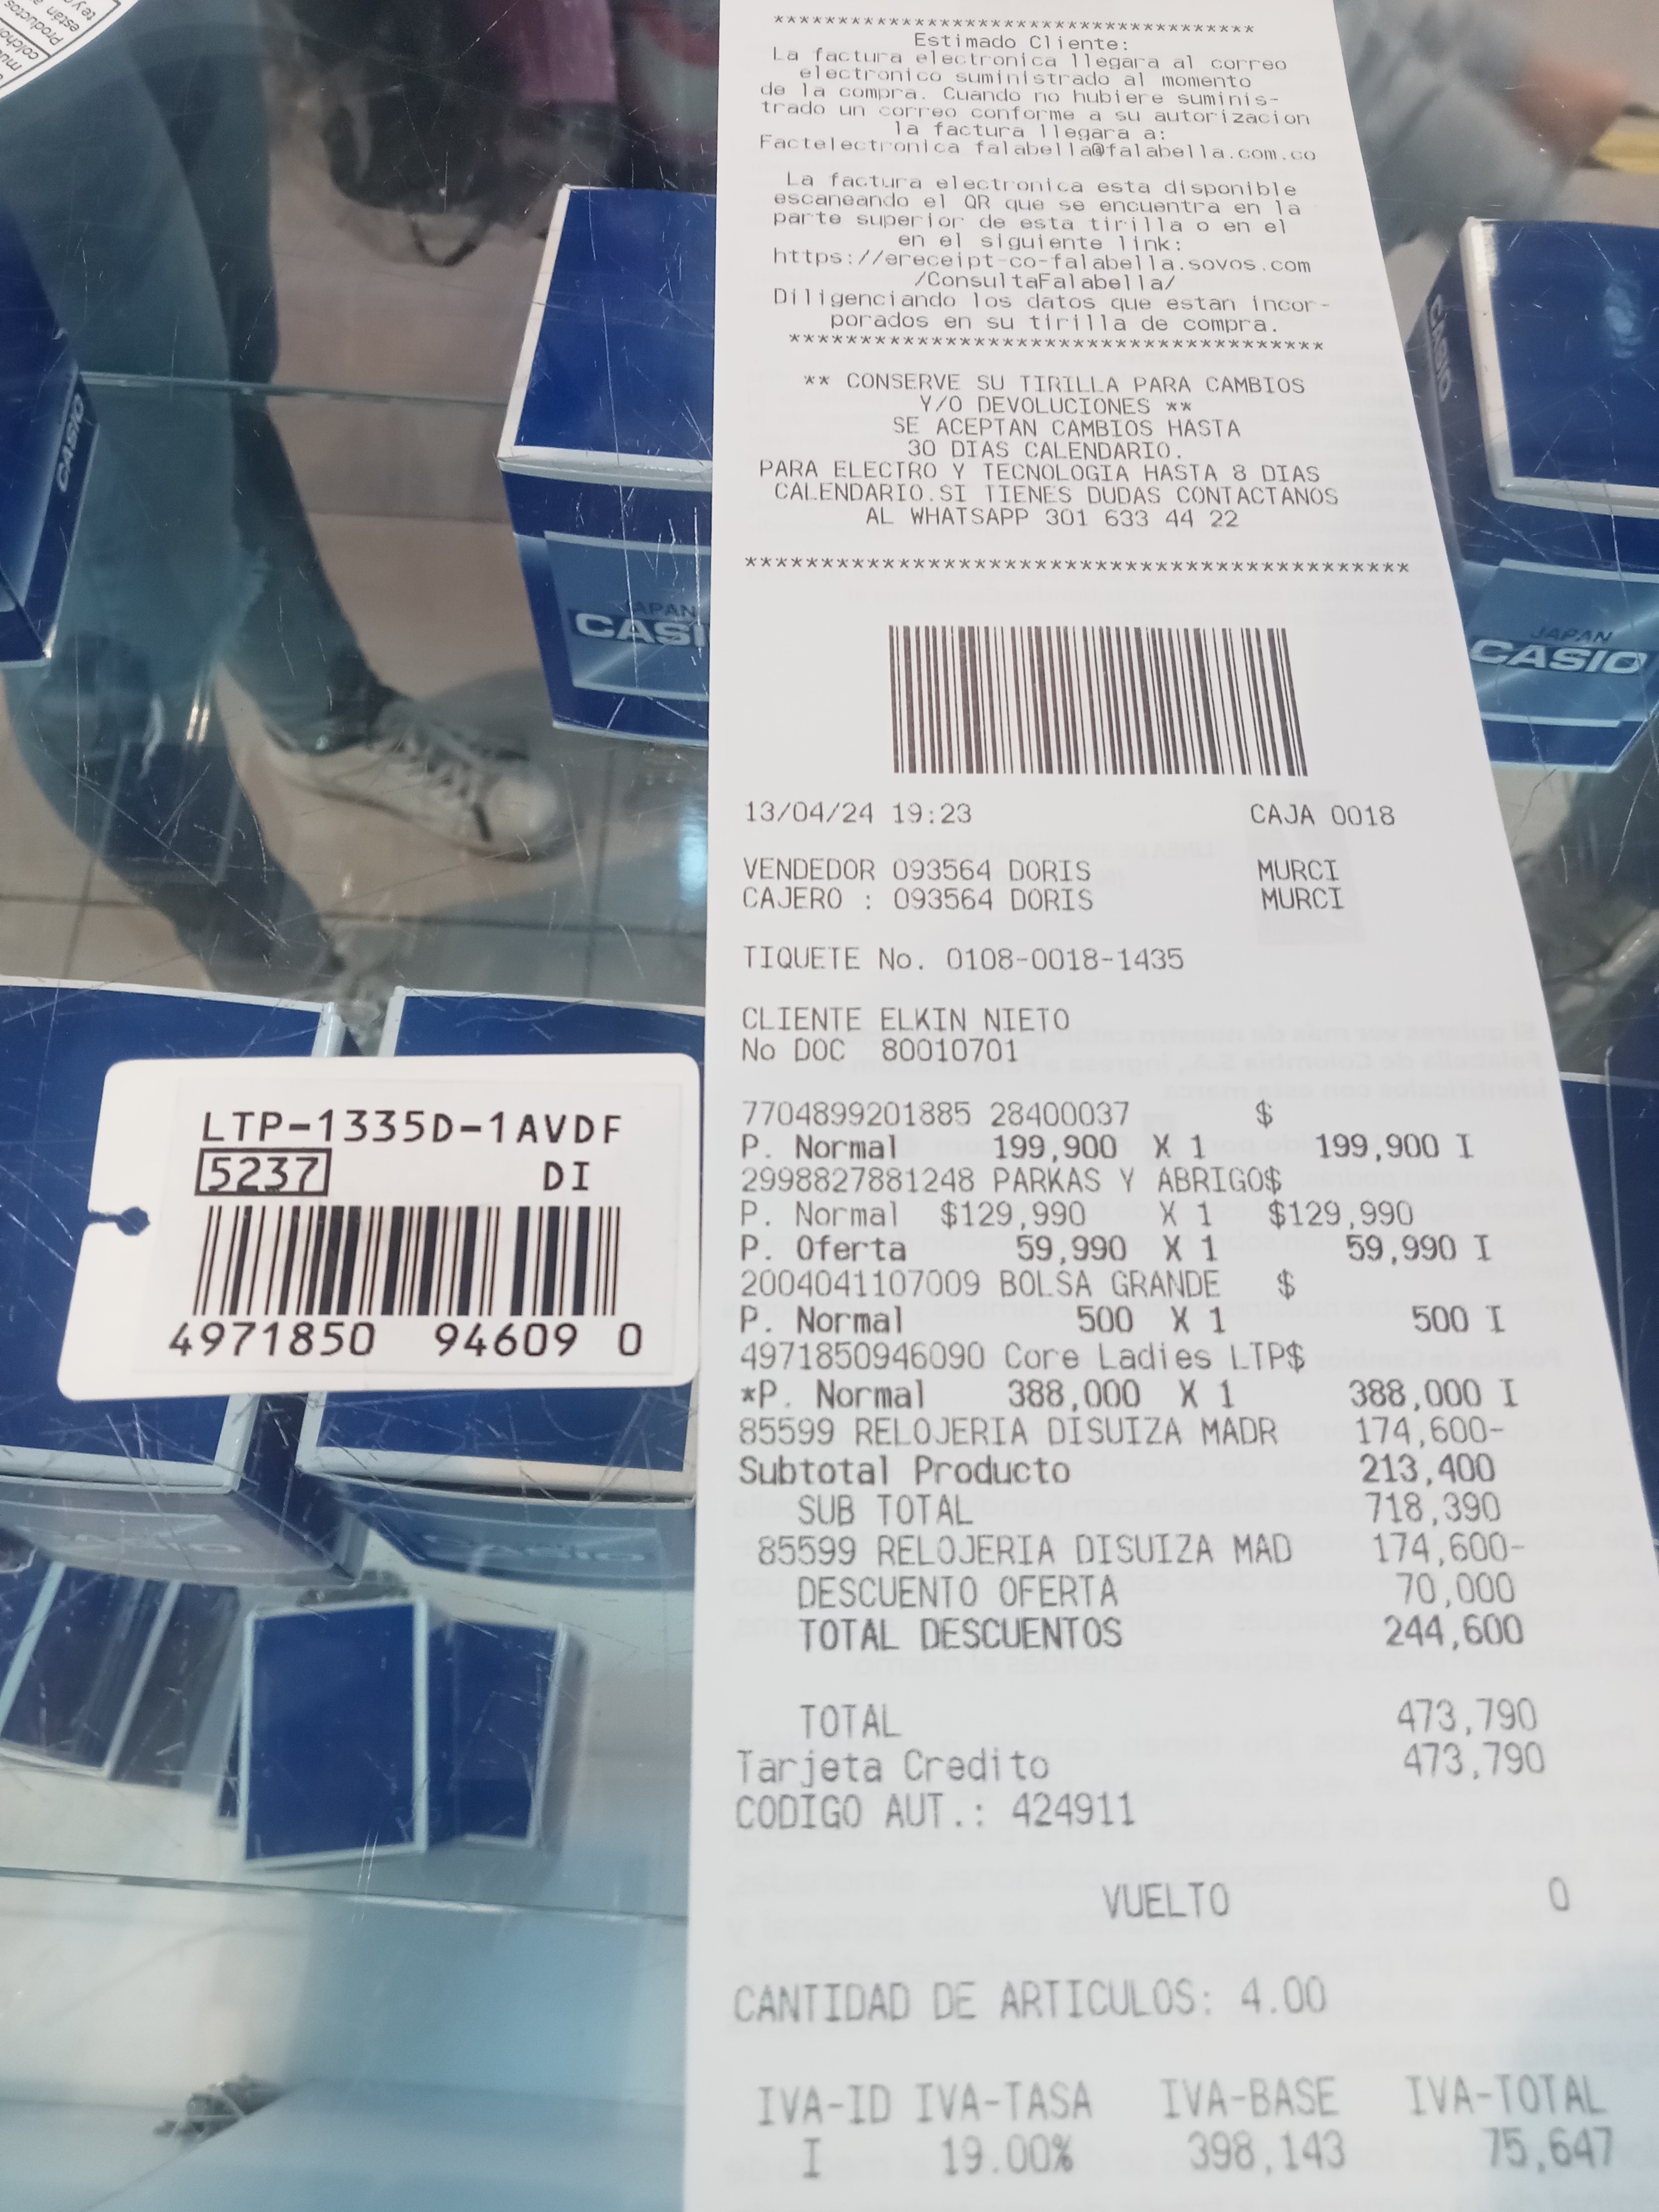 ************************************
Estimado Cliente:
La factura electronica llegara al correo
electronico suministrado al momento
de la compra. Cuando no hubiere suminis-
trado un correo conforme a su autorizacion
la factura llegara a:
Factelectronica falabella@falabella.com.co
La factura electronica esta disponible
escaneando el QR que se encuentra en la
parte superior de esta tirilla o en el
en el siguiente link:
https://ereceipt-co-falabella.sovos.com
/ConsultaFalabella/
Diligenciando los datos que estan incor-
porados en su tirilla de compra.
**************************************
** CONSERVE SU TIRILLA PARA CAMBIOS
Y/O DEVOLUCIONES **
SE ACEPTAN CAMBIOS HASTA
30 DIAS CALENDARIO.
PARA ELECTRO Y TECNOLOGIA HASTA 8 DIAS
CALENDARIO.SI TIENES DUDAS CONTACTANOS
AL WHATSAPP 301 633 44 22
********************************************
13/04/24 19:23 CAJA 0018
VENDEDOR 093564 DORIS MURCI
CAJERO : 093564 DORIS MURCI
TIQUETE No. 0108-0018-1435
CLIENTE ELKIN NIETO
No DOC 80010701
7704899201885 28400037 $
P. Normal 199,900 X 1 199,900 I
2998827881248 PARKAS Y ABRIGO$
P. Normal $129,990 X 1 $129,990
P. Oferta 59,990 X 1 59,990 I
2004041107009 BOLSA GRANDE $
P. Normal 500 X 1 500 I
4971850946090 Core Ladies LTP$
*P. Normal 388,000 X 1 388,000 I
85599 RELOJERIA DISUIZA MADR 174,600-
Subtotal Producto 213,400
SUB TOTAL 718,390
85599 RELOJERIA DISUIZA MAD 174,600-
DESCUENTO OFERTA 70,000
TOTAL DESCUENTOS 244,600
TOTAL 473,790
Tarjeta Credito 473,790
CODIGO AUT.: 424911
VUELTO 0
CANTIDAD DE ARTICULOS: 4.00
IVA-ID IVA-TASA IVA-BASE IVA-TOTAL
I 19.00% 398,143 75,647
LTP-1335D-1AVDF
5237 DI
4971850 94609 0
CASIO
JAPAN
CASI
CASIO
JAPAN
CASIO
CASIO
Productos
están